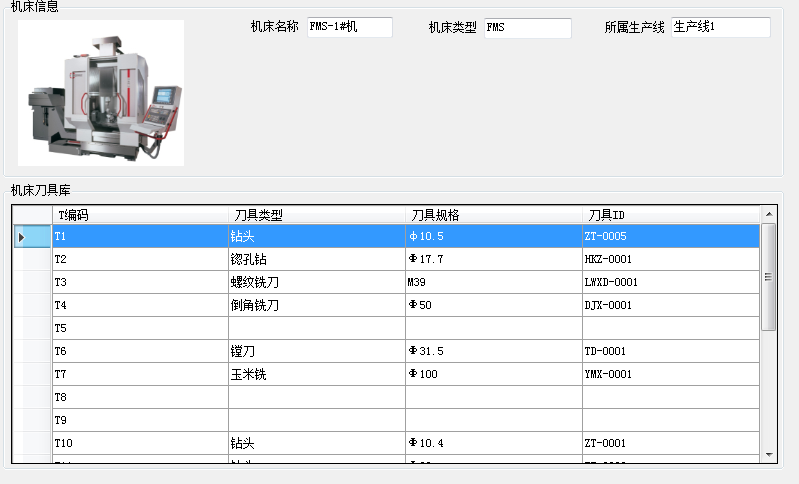 机床信息
机床名称 FMS-1#机 机床类型 FMS 所属生产线 生产线1
机床刀具库
T编码 刀具类型 刀具规格 刀具ID
T1 钻头 φ10.5 ZT-0005
T2 锪孔钻 Φ17.7 HKZ-0001
T3 螺纹铣刀 M39 LWXD-0001
T4 倒角铣刀 Φ50 DJX-0001
T5
T6 镗刀 Φ31.5 TD-0001
T7 玉米铣 Φ100 YMX-0001
T8
T9
T10 钻头 Φ10.4 ZT-0001